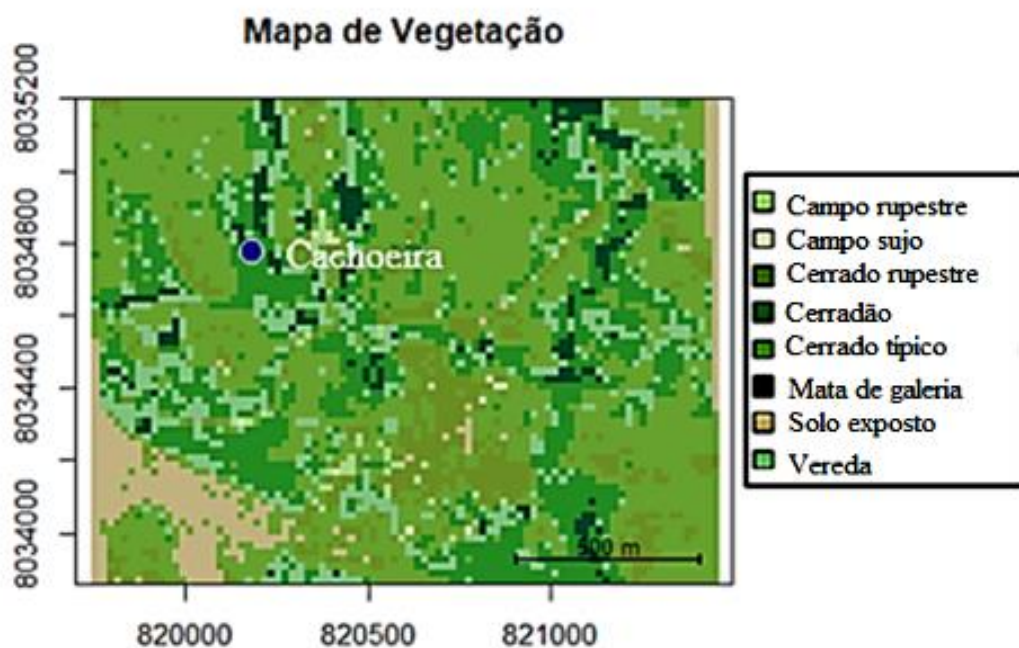 Mapa de Vegetação
8035200
8034800
8034400
8034000
Cachoeira
500 m
820000 820500 821000
Campo rupestre
Campo sujo
Cerrado rupestre
Cerradão
Cerrado típico
Mata de galeria
Solo exposto
Vereda